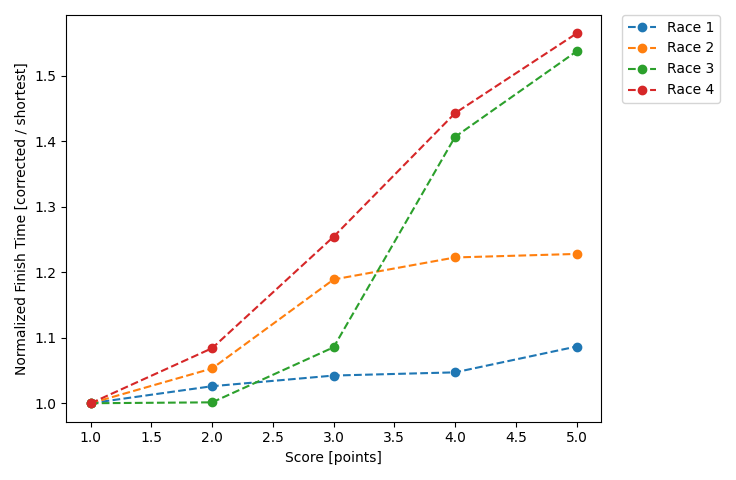 Normalized Finish Time [corrected / shortest]
1.5
1.4
1.3
1.2
1.1
1.0
1.0 1.5 2.0 2.5 3.0 3.5 4.0 4.5 5.0
Score [points]
Race 1
Race 2
Race 3
Race 4